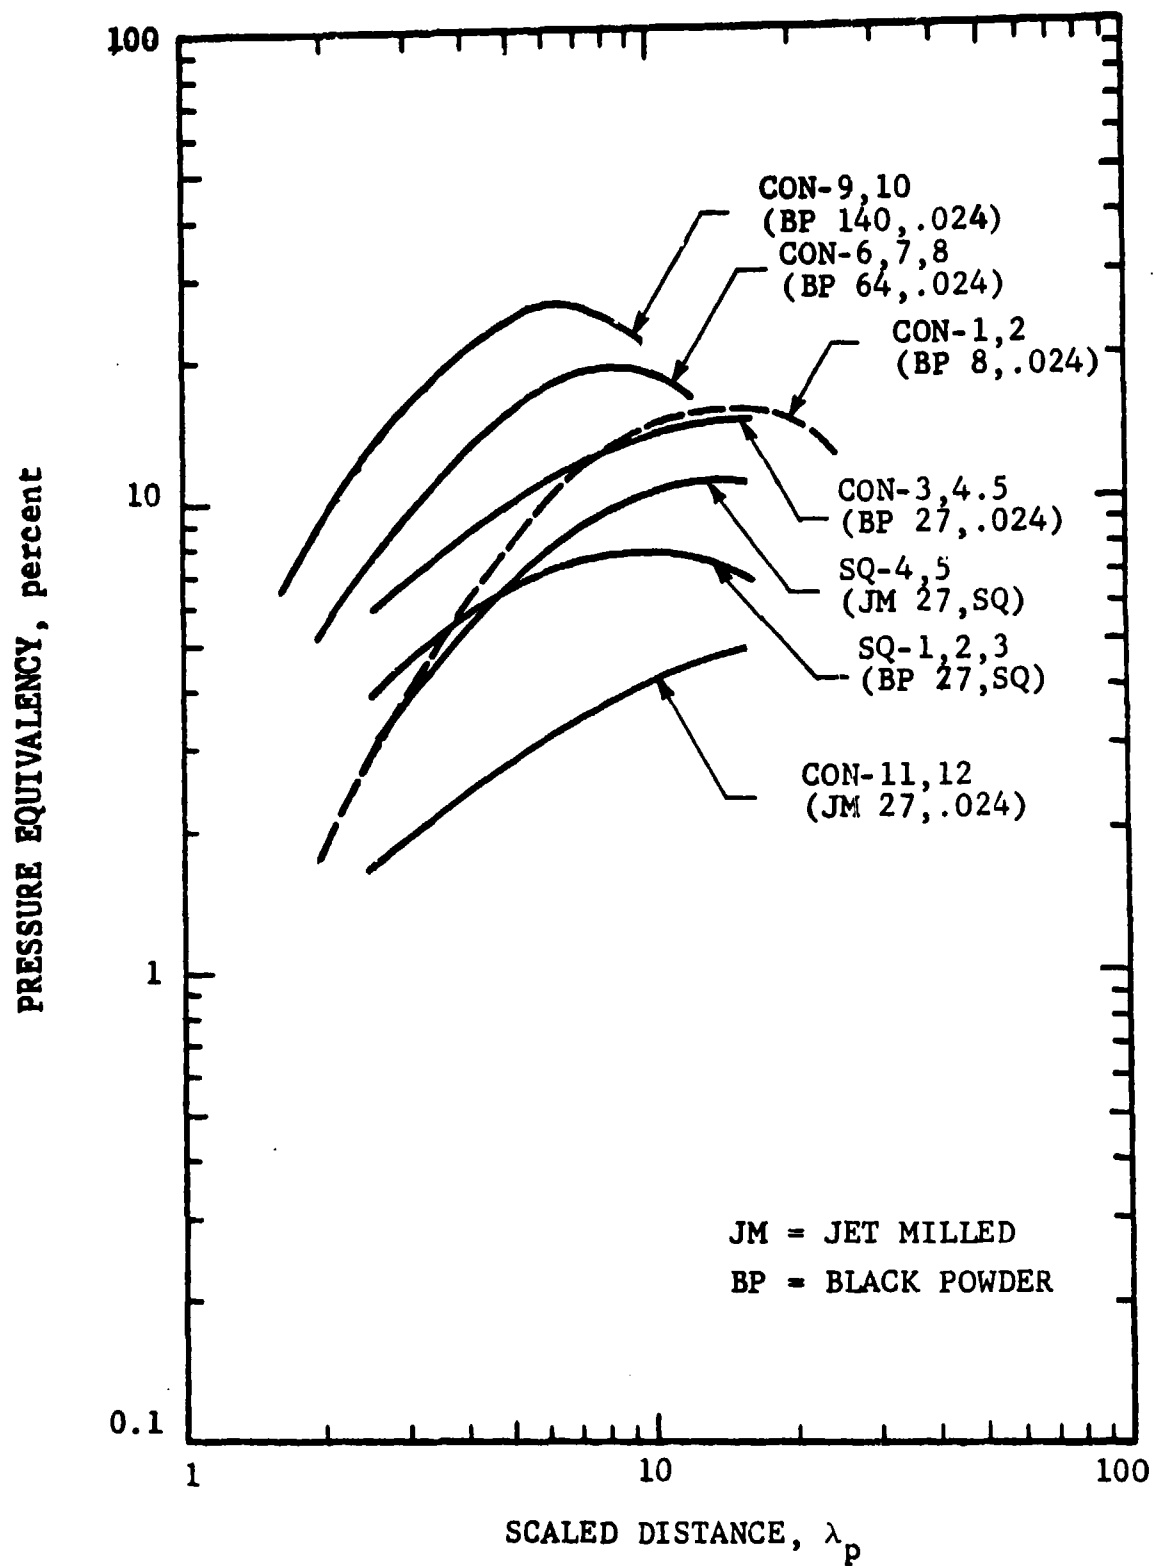 100
10
1
0.1
PRESSURE EQUIVALENCY, percent
CON-9,10
(BP 140,.024)
CON-6,7,8
(BP 64,.024)
CON-1,2
(BP 8,.024)
CON-3,4.5
(BP 27,.024)
SQ-4,5
(JM 27,SQ)
SQ-1,2,3
(BP 27,SQ)
CON-11,12
(JM 27,.024)
JM = JET MILLED
BP = BLACK POWDER
1 10 100
SCALED DISTANCE, λp